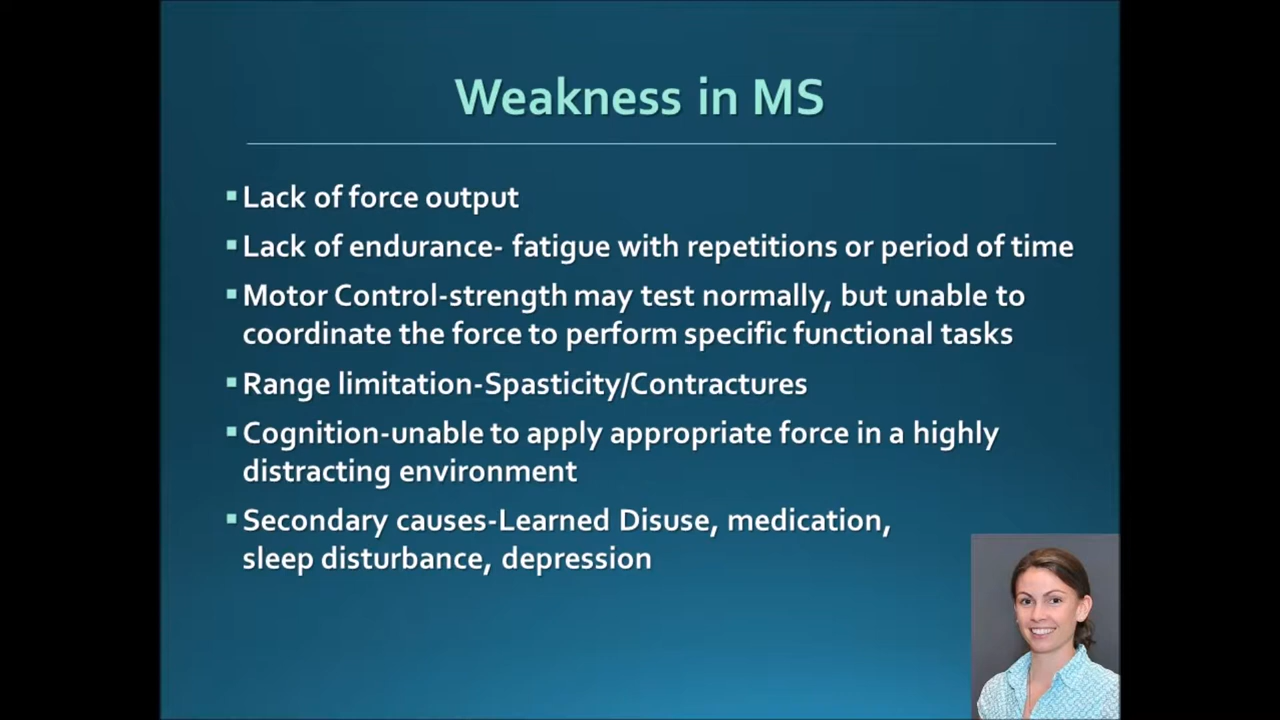 Weakness in MS
Lack of force output
Lack of endurance- fatigue with repetitions or period of time
Motor Control-strength may test normally, but unable to
coordinate the force to perform specific functional tasks
Range limitation-Spasticity/Contractures
Cognition-unable to apply appropriate force in a highly
distracting environment
Secondary causes-Learned Disuse, medication,
sleep disturbance, depression